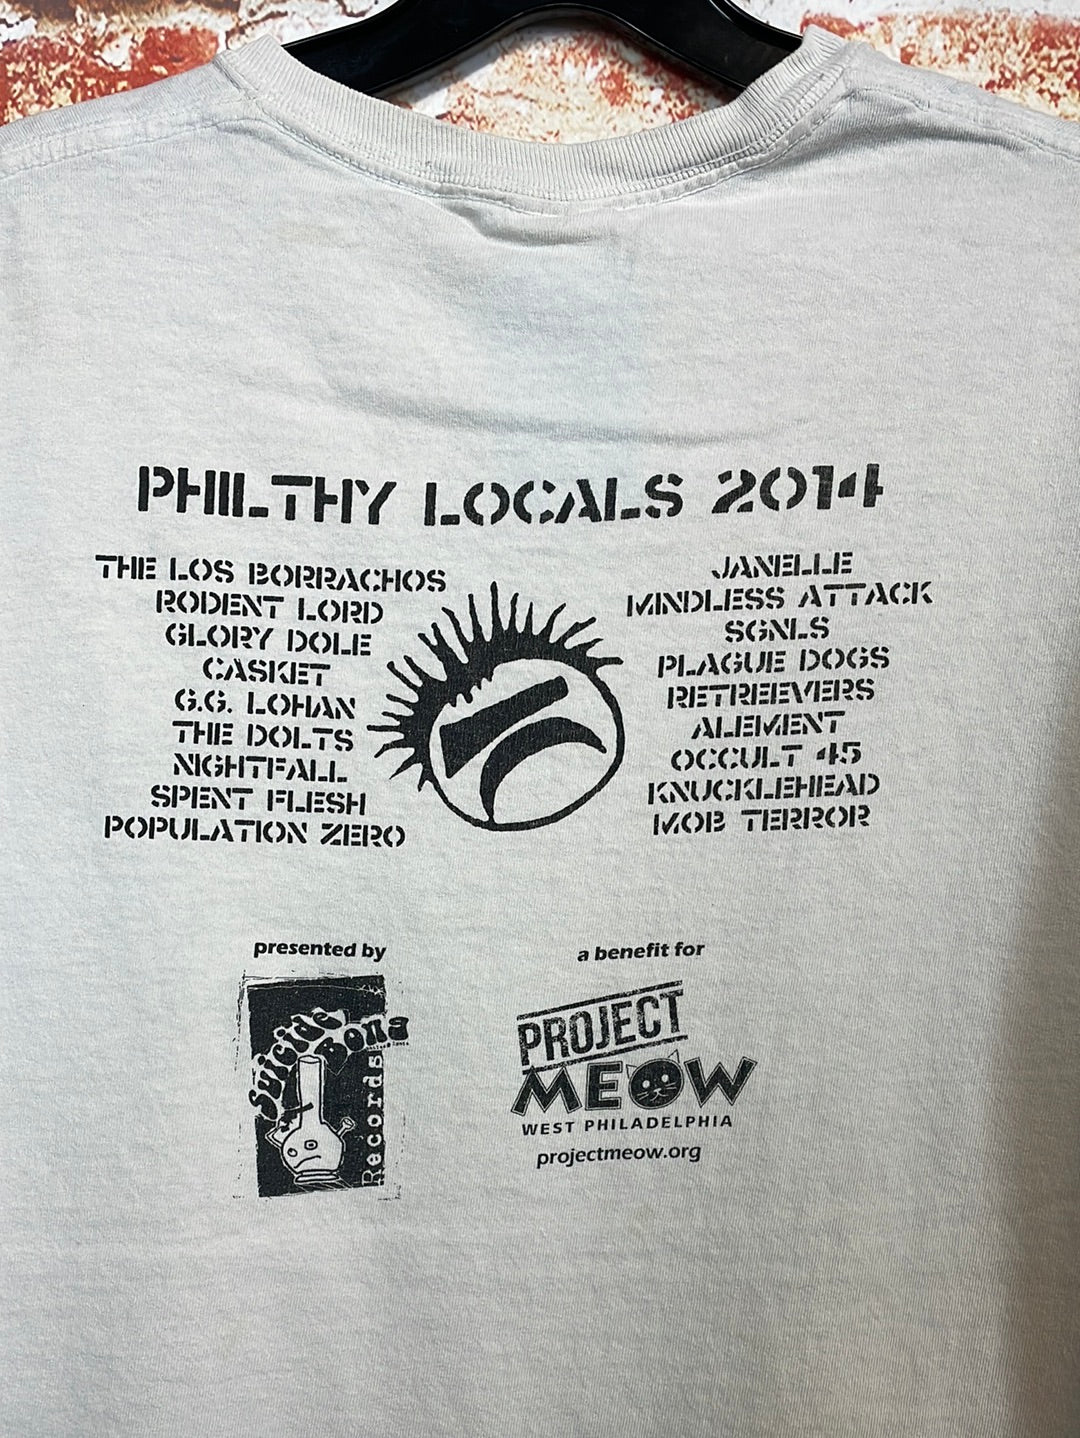 PHILTHY LOCALS 2014
THE LOS BORRACHOS
RODENT LORD
GLORY DOLE
CASKET
G.G. LOHAN
THE DOLTS
NIGHTFALL
SPENT FLESH
POPULATION ZERO
JANELLE
MINDLESS ATTACK
SGNLS
PLAGUE DOGS
RETREEVERS
ALEMENT
OCCULT 45
KNUCKLEHEAD
MOB TERROR
presented by
Suicide
Bong
Records
a benefit for
PROJECT
MEOW
WEST PHILADELPHIA
projectmeow.org